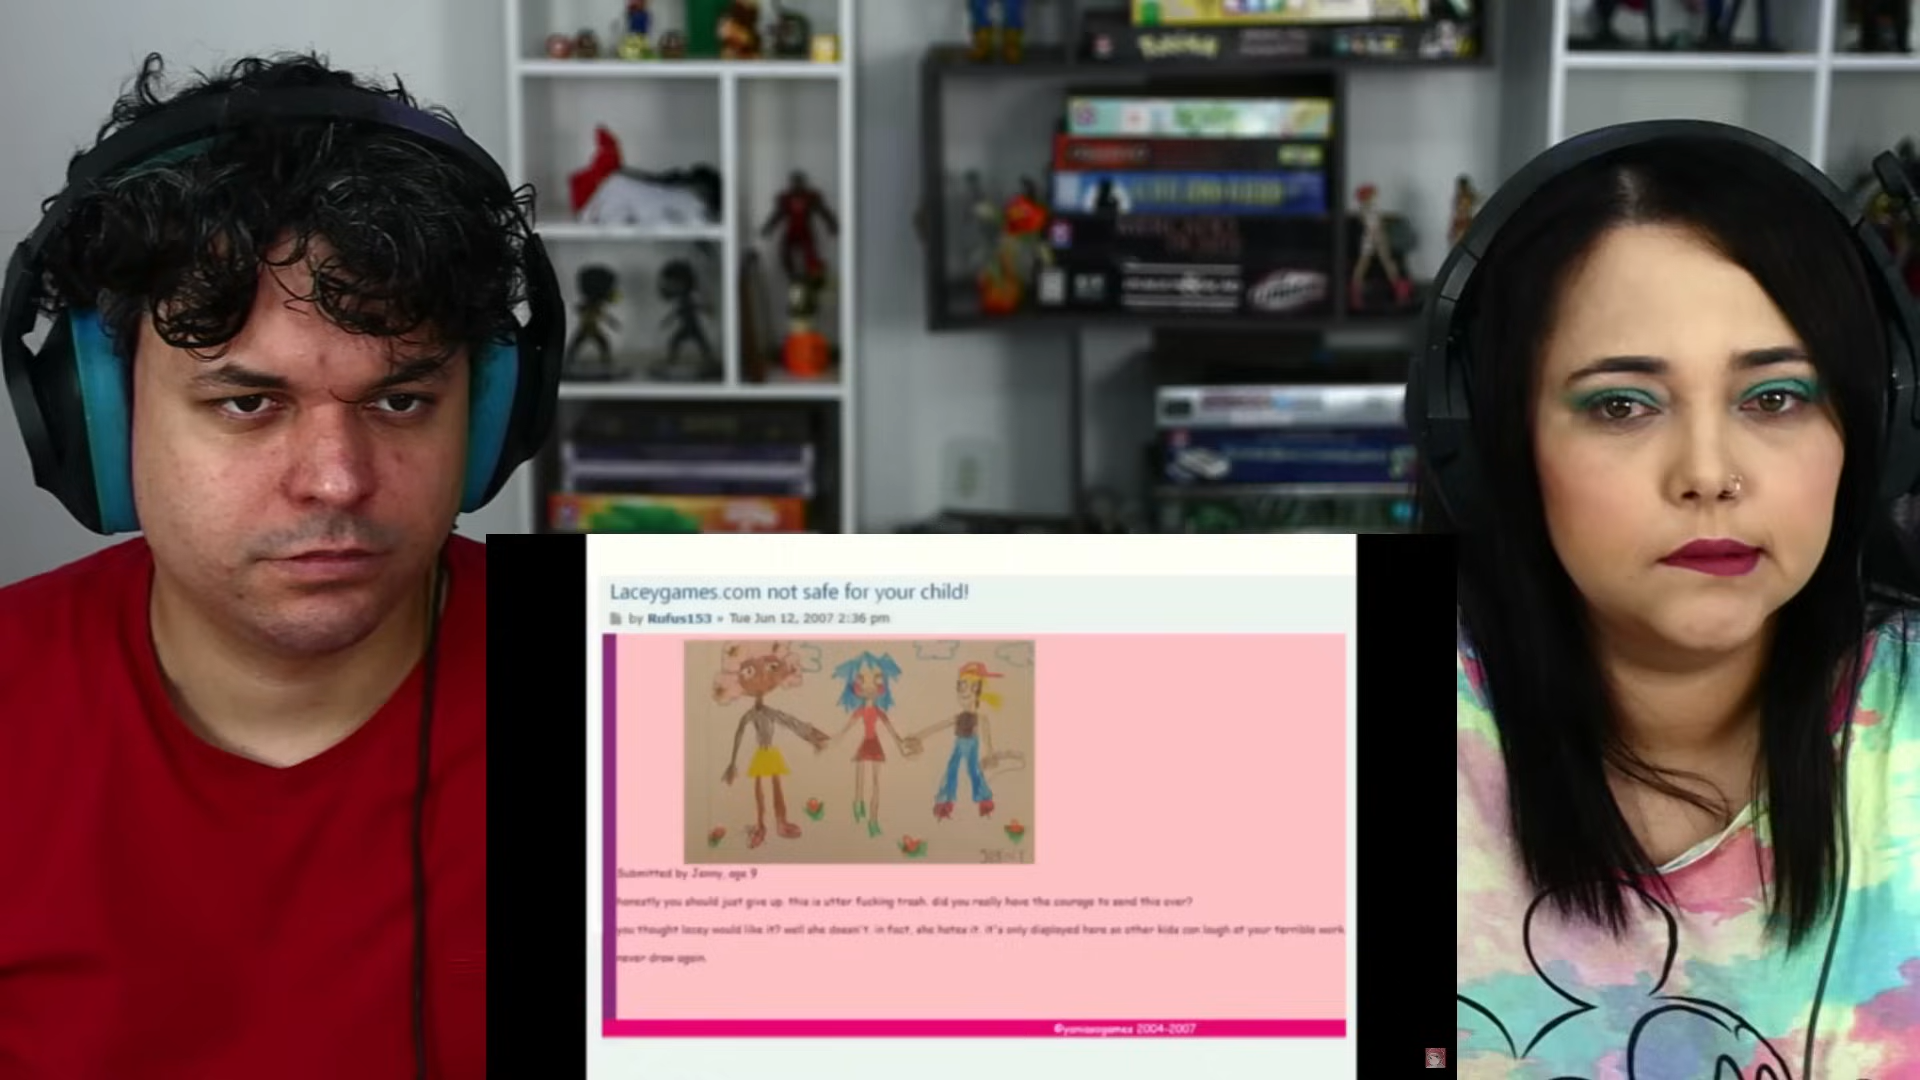 Laceygames.com not safe for your child!
by Rufus153 » Tue Jun 12, 2007 2:36 pm
Submitted by Jenny, age 9
honestly you should just give up. this is utter fucking trash. did you really have the courage to send this over?
you thought lacey would like it? well she doesn't. in fact, she hates it. it's only displayed here so other kids can laugh at your terrible work.
never draw again.
2004-2007